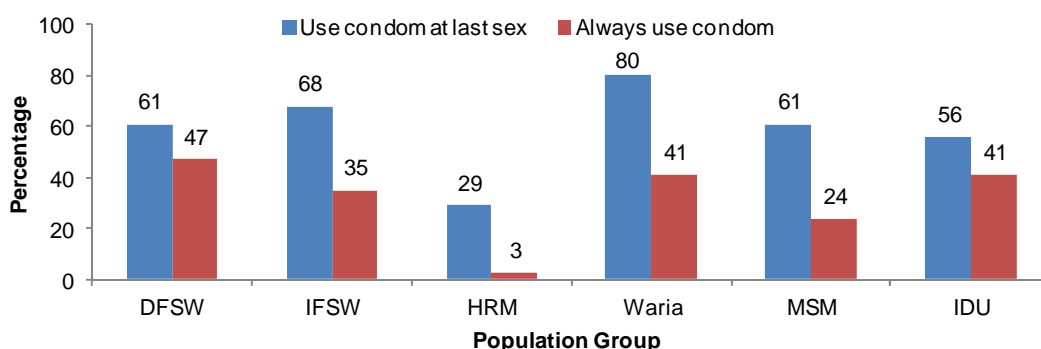 Use condom at last sex Always use condom
100
80
60
40
20
0
Percentage
61 47 68 35 29 3 80 41 61 24 56 41
DFSW IFSW HRM Waria MSM IDU
Population Group